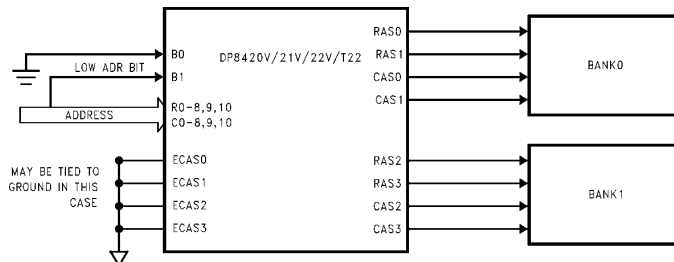 DP8420V/21V/22V/T22
B0
LOW ADR BIT
B1
R0-8,9,10
ADDRESS
C0-8,9,10
MAY BE TIED TO
GROUND IN THIS
CASE
ECAS0
ECAS1
ECAS2
ECAS3
RAS0
RAS1
CAS0
CAS1
BANK0
RAS2
RAS3
CAS2
CAS3
BANK1